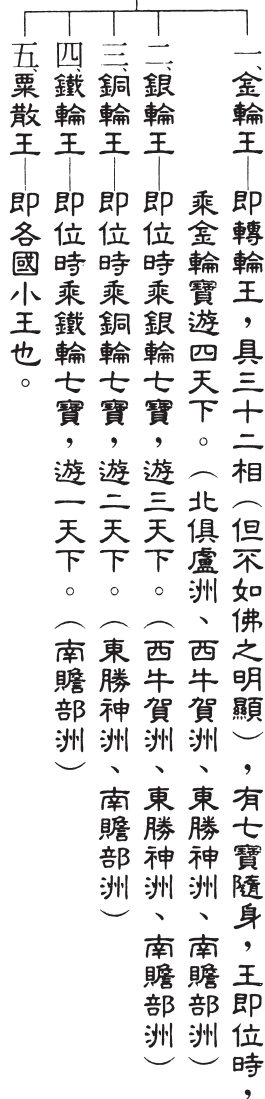 一、金輪王——即轉輪王，具三十二相（但不如佛之明顯），有七寶隨身，王即位時，
乘金輪寶遊四天下。（北俱盧洲、西牛賀洲、東勝神洲、南贍部洲）
二、銀輪王——即位時乘銀輪七寶，遊三天下。（西牛賀洲、東勝神洲、南贍部洲）
三、銅輪王——即位時乘銅輪七寶，遊二天下。（東勝神洲、南贍部洲）
四、鐵輪王——即位時乘鐵輪七寶，遊一天下。（南贍部洲）
五、粟散王——即各國小王也。